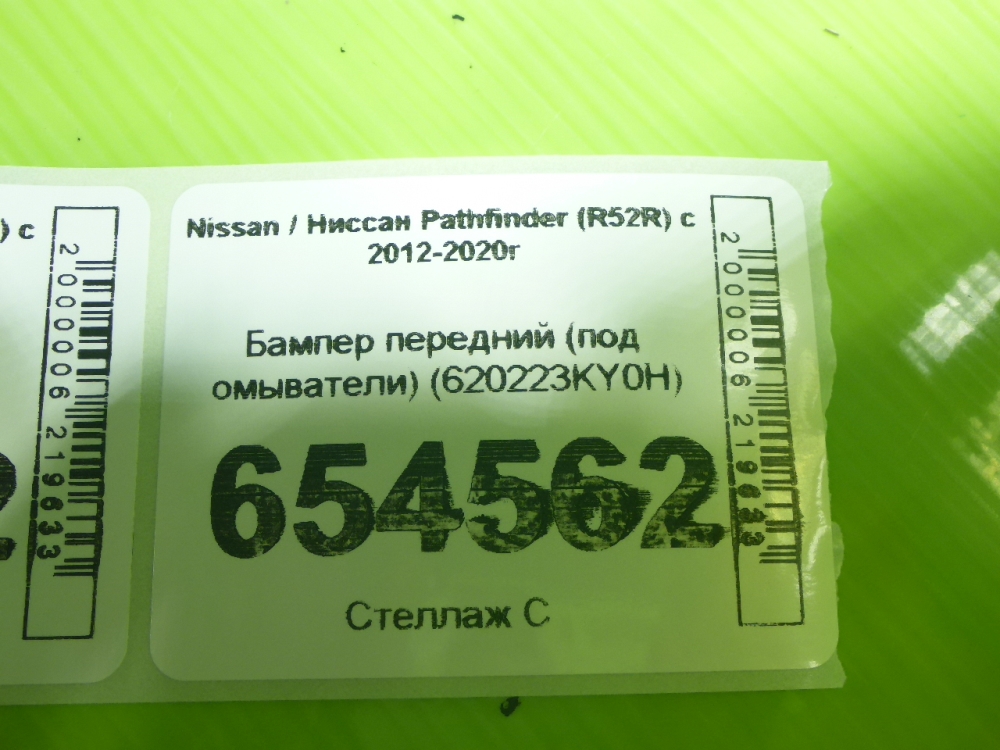 ) с
2000006219633
Nissan / Ниссан Pathfinder (R52R) с
2012-2020г
Бампер передний (под
омыватели) (620223KY0H)
654562
Стеллаж С
2000006219633